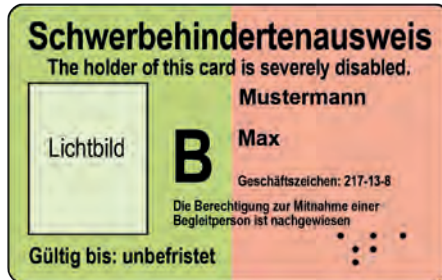 Schwerbehindertenausweis
The holder of this card is severely disabled.
Lichtbild
B
Mustermann
Max
Geschäftszeichen: 217-13-8
Die Berechtigung zur Mitnahme einer
Begleitperson ist nachgewiesen
Gültig bis: unbefristet